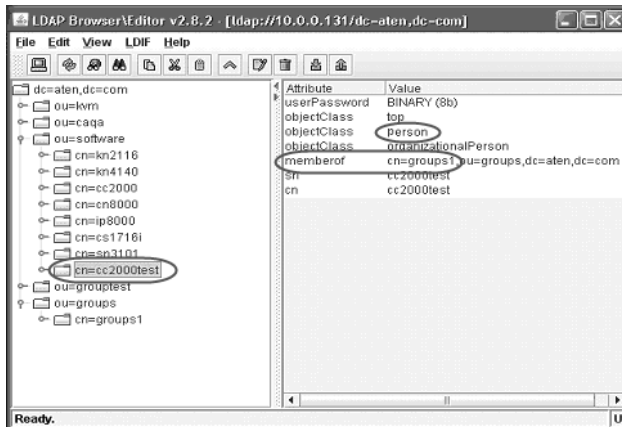 LDAP Browser\Editor v2.8.2 - [ldap://10.0.0.131/dc=aten,dc=com]
File Edit View LDIF Help
dc=aten,dc=com
ou=kvm
ou=caqa
ou=software
cn=kn2116
cn=kn4140
cn=cc2000
cn=cn8000
cn=ip8000
cn=cs1716i
cn=sn3101
cn=cc2000test
ou=grouptest
ou=groups
cn=groups1
Attribute Value
userPassword BINARY (8b)
objectClass top
objectClass person
objectClass organizationalPerson
memberof cn=groups1,ou=groups,dc=aten,dc=com
sn cc2000test
cn cc2000test
Ready.
U